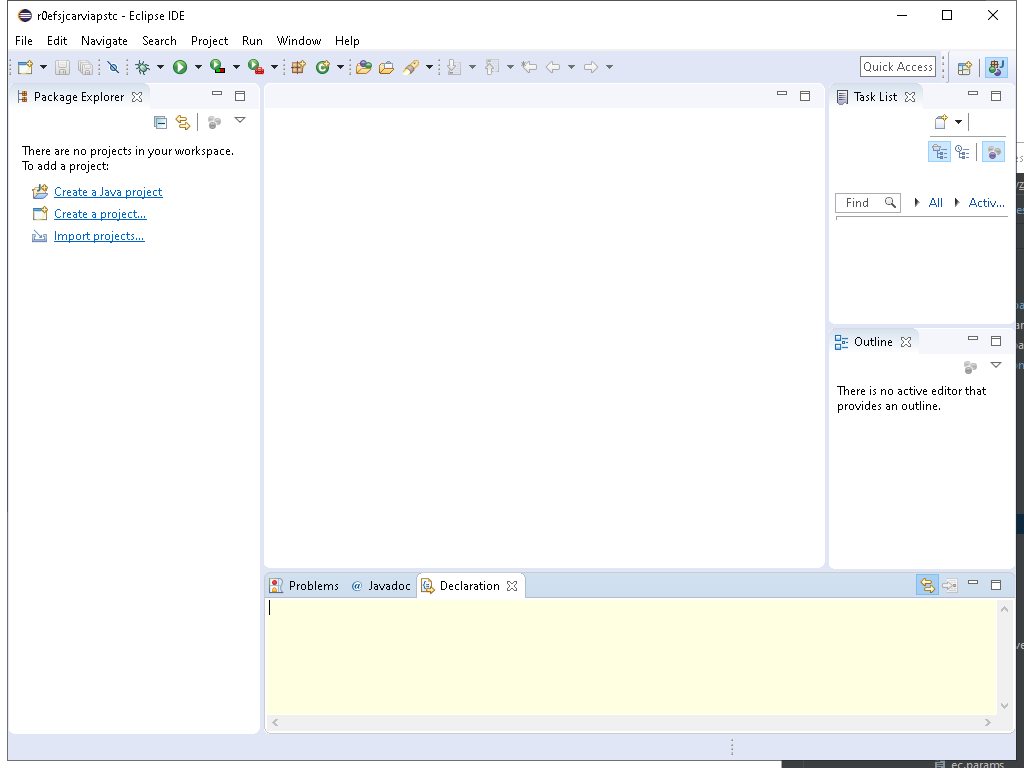 r0efsjcarviapstc - Eclipse IDE
File Edit Navigate Search Project Run Window Help
Quick Access
Package Explorer
There are no projects in your workspace.
To add a project:
Create a Java project
Create a project...
Import projects...
Task List
Find All Activ...
Outline
There is no active editor that
provides an outline.
Problems @ Javadoc Declaration
ec.params